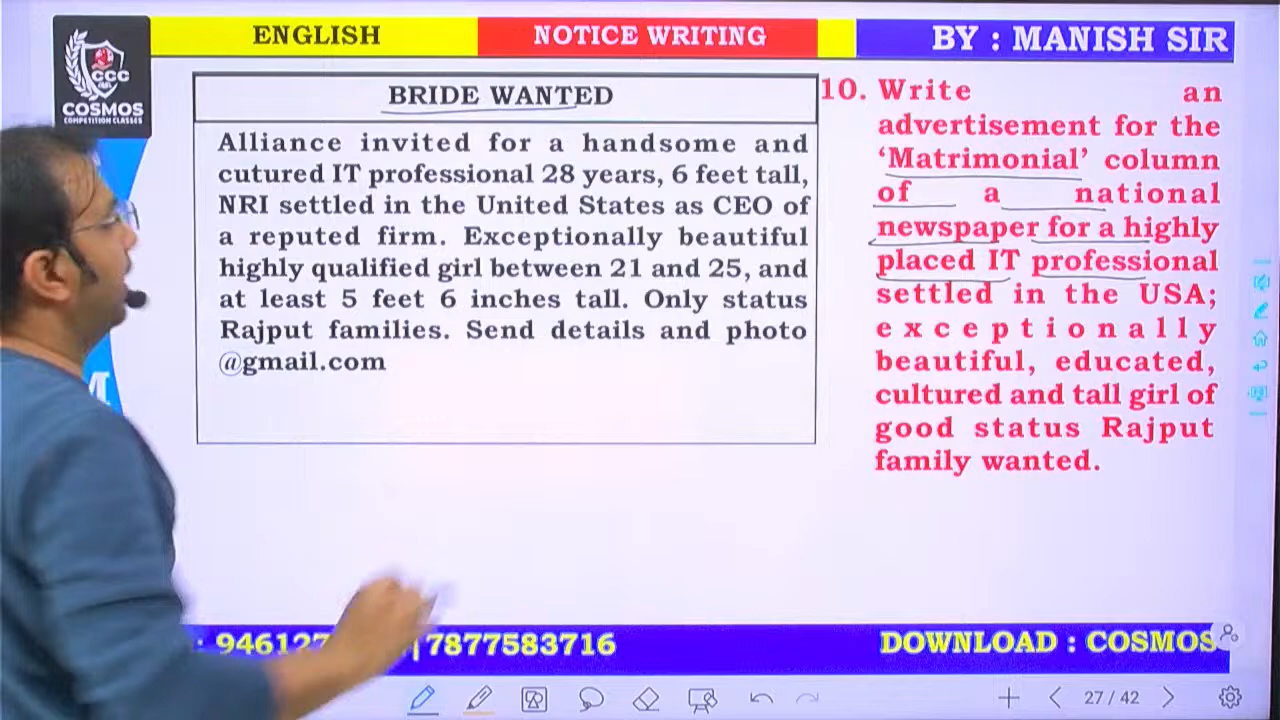 ENGLISH
NOTICE WRITING
BY : MANISH SIR
CCC
COSMOS
COMPETITION CLASSES
BRIDE WANTED
Alliance invited for a handsome and
cutured IT professional 28 years, 6 feet tall,
NRI settled in the United States as CEO of
a reputed firm. Exceptionally beautiful
highly qualified girl between 21 and 25, and
at least 5 feet 6 inches tall. Only status
Rajput families. Send details and photo
@gmail.com
10. Write an
advertisement for the
‘Matrimonial’ column
of a national
newspaper for a highly
placed IT professional
settled in the USA;
exceptionally
beautiful, educated,
cultured and tall girl of
good status Rajput
family wanted.
: 94612
|7877583716
DOWNLOAD : COSMOS
27 / 42